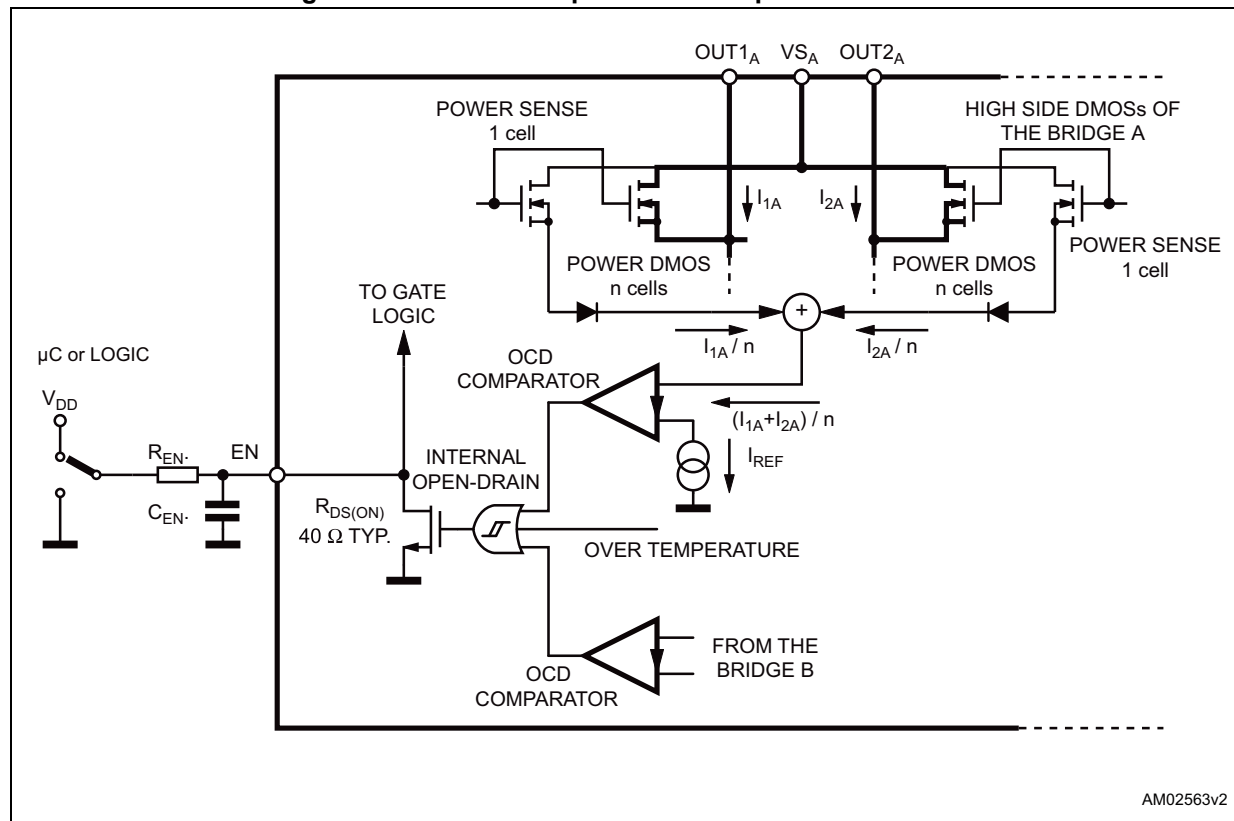 OUT1A VSA OUT2A
POWER SENSE
1 cell
HIGH SIDE DMOSs OF
THE BRIDGE A
I1A
I2A
POWER SENSE
1 cell
POWER DMOS
n cells
POWER DMOS
n cells
TO GATE
LOGIC
+
I1A / n
I2A / n
µC or LOGIC
OCD
COMPARATOR
VDD
(I1A+I2A) / n
REN.
EN
INTERNAL
OPEN-DRAIN
IREF
CEN.
RDS(ON)
40 Ω TYP.
OVER TEMPERATURE
FROM THE
BRIDGE B
OCD
COMPARATOR
AM02563v2